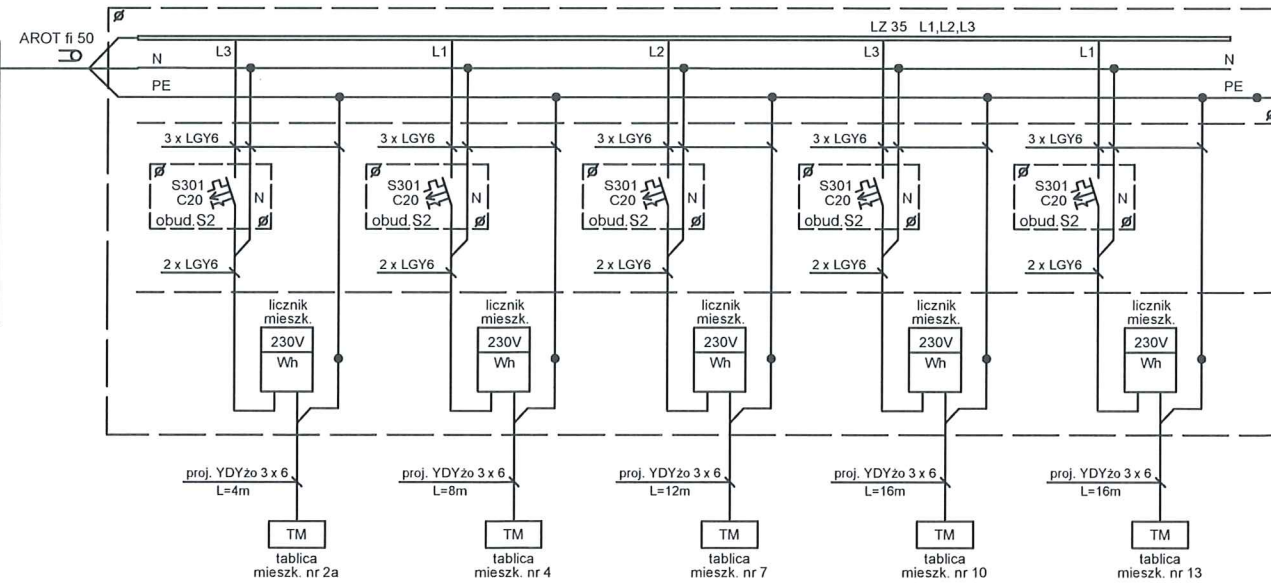 LZ 35 L1,L2,L3
AROT fi 50
L3 L1 L2 L3 L1
N N
PE PE
3 x LGY6 3 x LGY6 3 x LGY6 3 x LGY6 3 x LGY6
S301 S301 S301 S301 S301
C20 N C20 N C20 N C20 N C20 N
obud.S2 obud.S2 obud.S2 obud.S2 obud.S2
2 x LGY6 2 x LGY6 2 x LGY6 2 x LGY6 2 x LGY6
licznik licznik licznik licznik licznik
mieszk. mieszk. mieszk. mieszk. mieszk.
230V 230V 230V 230V 230V
Wh Wh Wh Wh Wh
proj. YDYżo 3 x 6 proj. YDYżo 3 x 6 proj. YDYżo 3 x 6 proj. YDYżo 3 x 6 proj. YDYżo 3 x 6
L=4m L=8m L=12m L=16m L=16m
TM TM TM TM TM
tablica tablica tablica tablica tablica
mieszk. nr 2a mieszk. nr 4 mieszk. nr 7 mieszk. nr 10 mieszk. nr 13